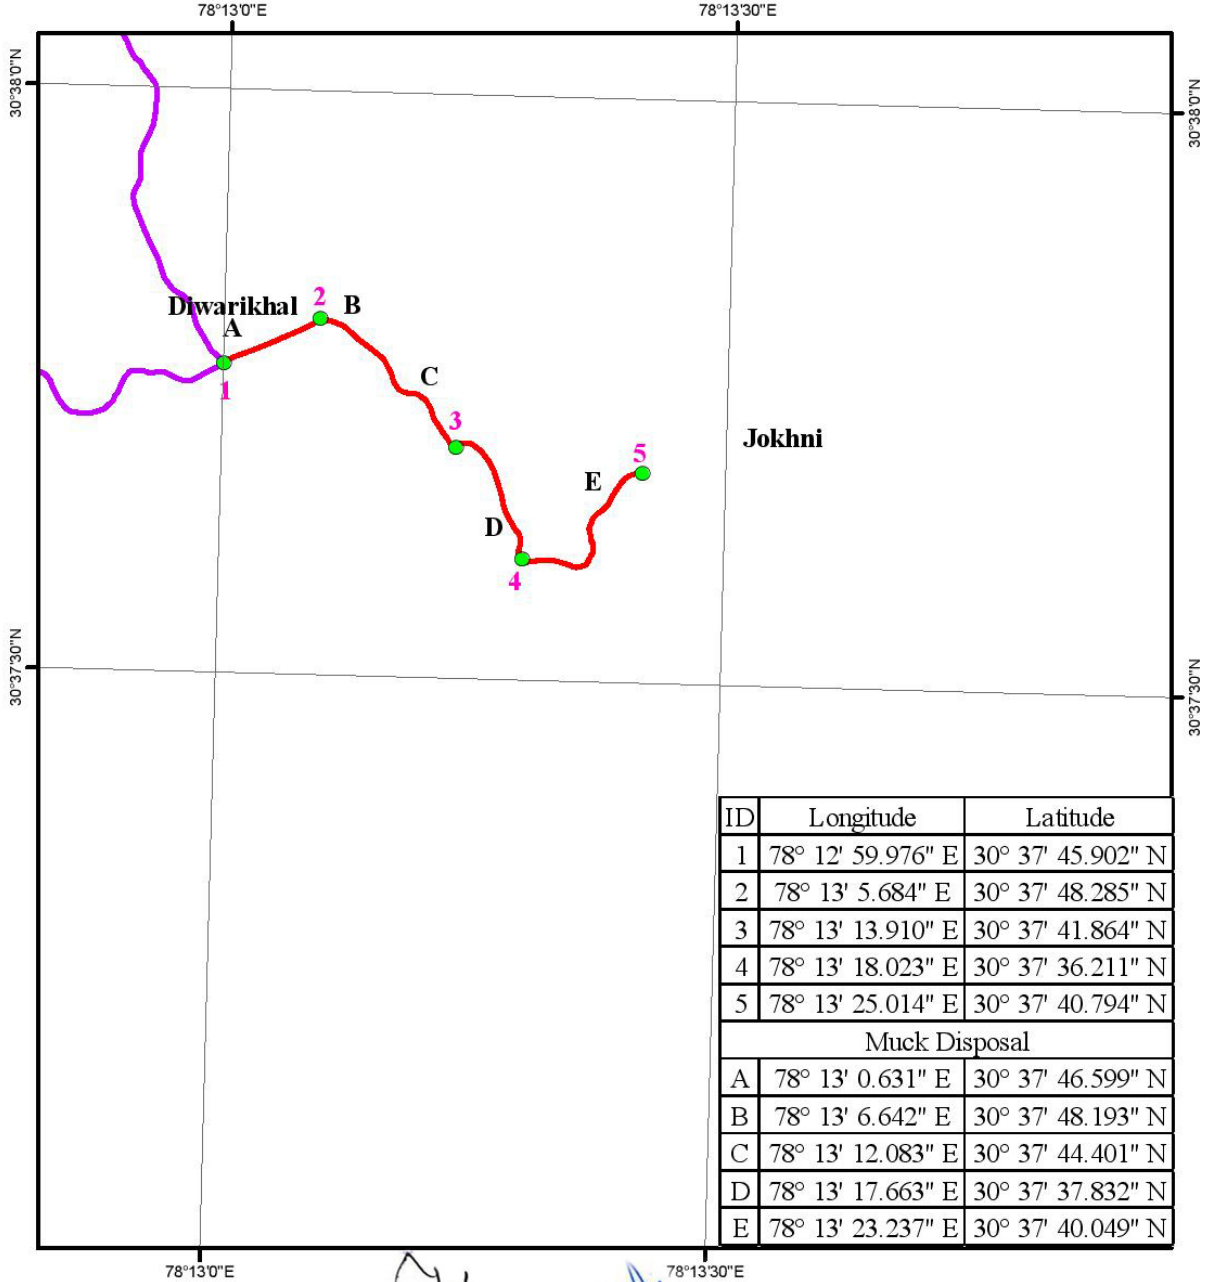 78°13'0"E 78°13'30"E
30°38'0"N 30°38'0"N
Diwarikhal 2 B
A
1
C
3
Jokhni
5
E
D
4
30°37'30"N 30°37'30"N
ID Longitude Latitude
1 78° 12' 59.976" E 30° 37' 45.902" N
2 78° 13' 5.684" E 30° 37' 48.285" N
3 78° 13' 13.910" E 30° 37' 41.864" N
4 78° 13' 18.023" E 30° 37' 36.211" N
5 78° 13' 25.014" E 30° 37' 40.794" N
Muck Disposal
A 78° 13' 0.631" E 30° 37' 46.599" N
B 78° 13' 6.642" E 30° 37' 48.193" N
C 78° 13' 12.083" E 30° 37' 44.401" N
D 78° 13' 17.663" E 30° 37' 37.832" N
E 78° 13' 23.237" E 30° 37' 40.049" N
78°13'0"E 78°13'30"E